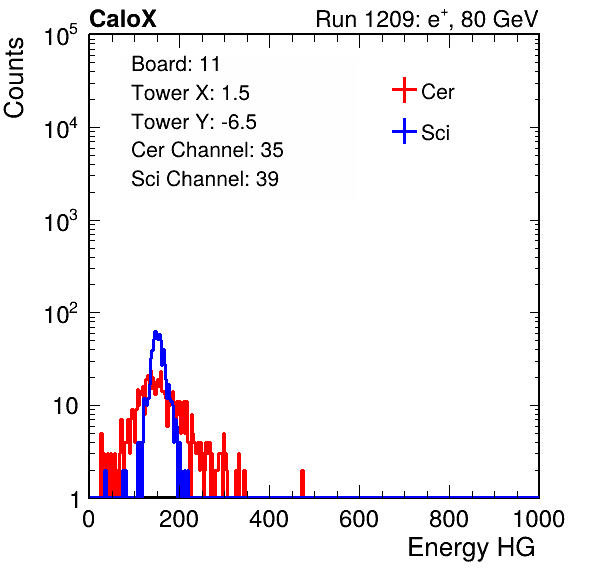 CaloX Run 1209: e⁺, 80 GeV
Counts
Board: 11
Tower X: 1.5
Tower Y: -6.5
Cer Channel: 35
Sci Channel: 39
Cer
Sci
10⁵
10⁴
10³
10²
10
1
0 200 400 600 800 1000
Energy HG